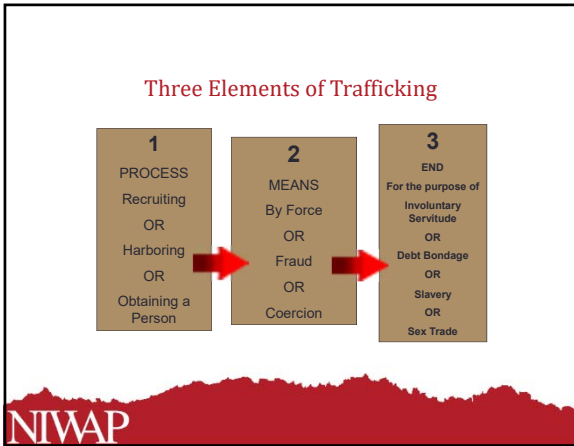 Three Elements of Trafficking
1
PROCESS
Recruiting
OR
Harboring
OR
Obtaining a
Person
2
MEANS
By Force
OR
Fraud
OR
Coercion
3
END
For the purpose of
Involuntary
Servitude
OR
Debt Bondage
OR
Slavery
OR
Sex Trade
NIWAP